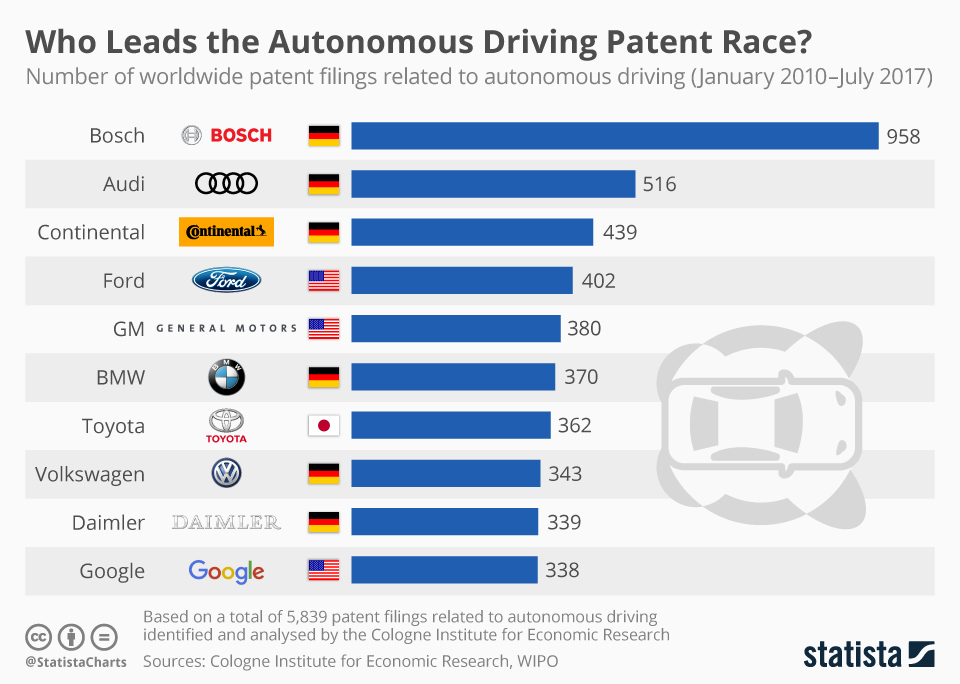 Who Leads the Autonomous Driving Patent Race?
Number of worldwide patent filings related to autonomous driving (January 2010–July 2017)
Bosch BOSCH 958
Audi 516
Continental Continental 439
Ford Ford 402
GM GENERAL MOTORS 380
BMW BMW 370
Toyota TOYOTA 362
Volkswagen VW 343
Daimler DAIMLER 339
Google Google 338
Based on a total of 5,839 patent filings related to autonomous driving
identified and analysed by the Cologne Institute for Economic Research
cc
@StatistaCharts Sources: Cologne Institute for Economic Research, WIPO
statista